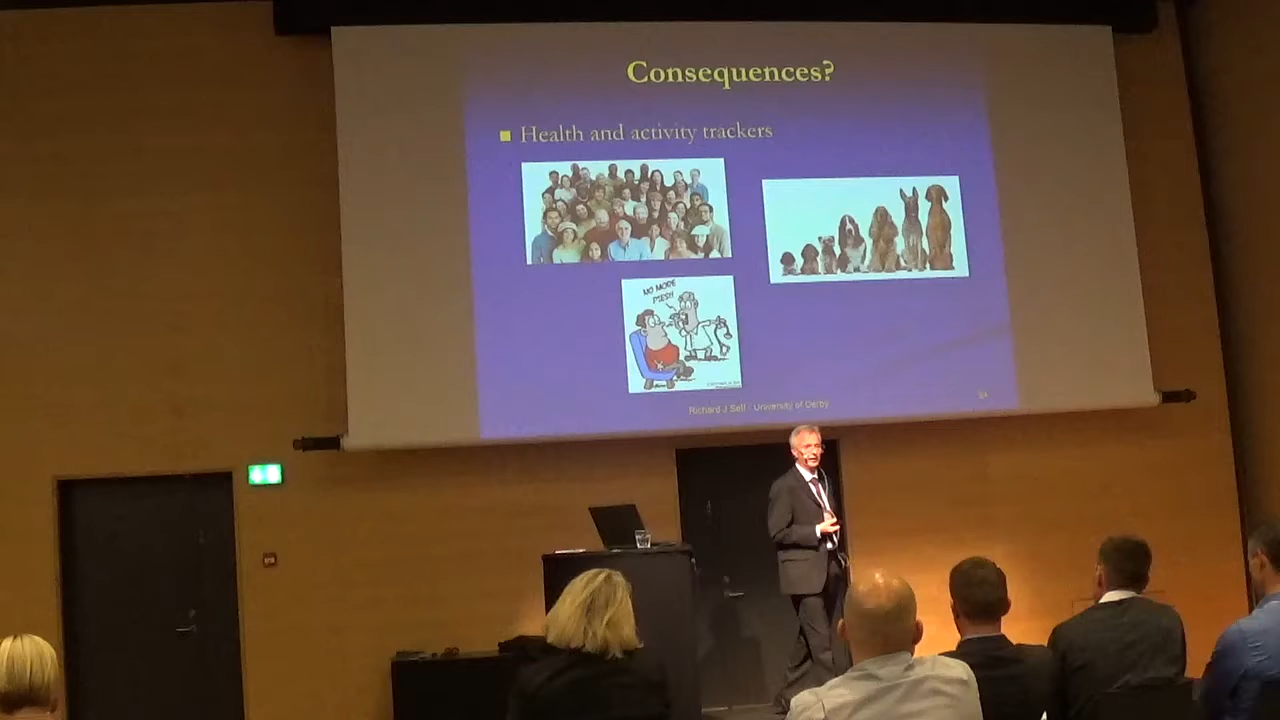 Consequences?
Health and activity trackers
NO MORE
PIES!!
Richard J Self - University of Derby